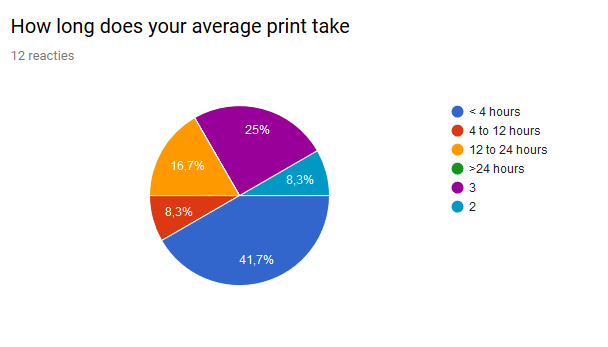 How long does your average print take
12 reacties
25%
16,7%
8,3%
8,3%
41,7%
< 4 hours
4 to 12 hours
12 to 24 hours
>24 hours
3
2